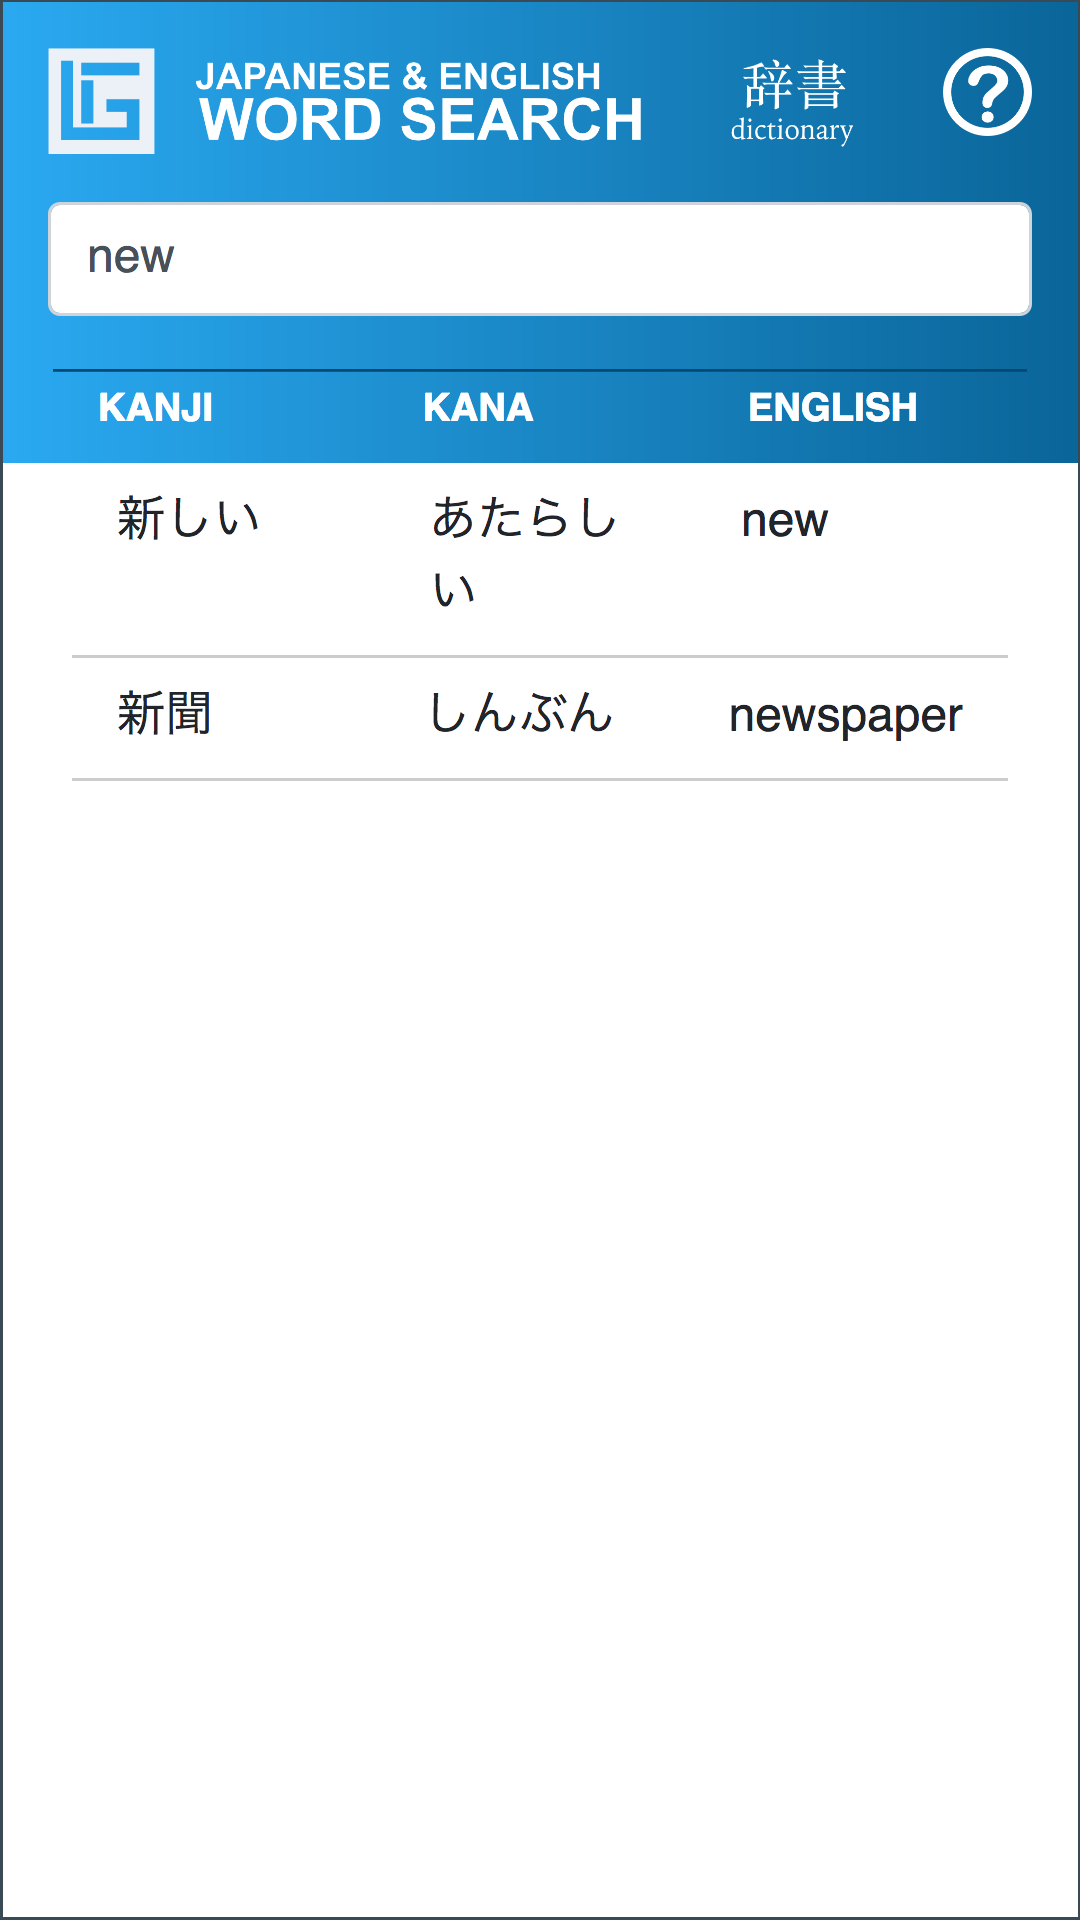 JAPANESE & ENGLISH
WORD SEARCH
辞書
dictionary
?
new
KANJI KANA ENGLISH
新しい あたらし new
い
新聞 しんぶん newspaper